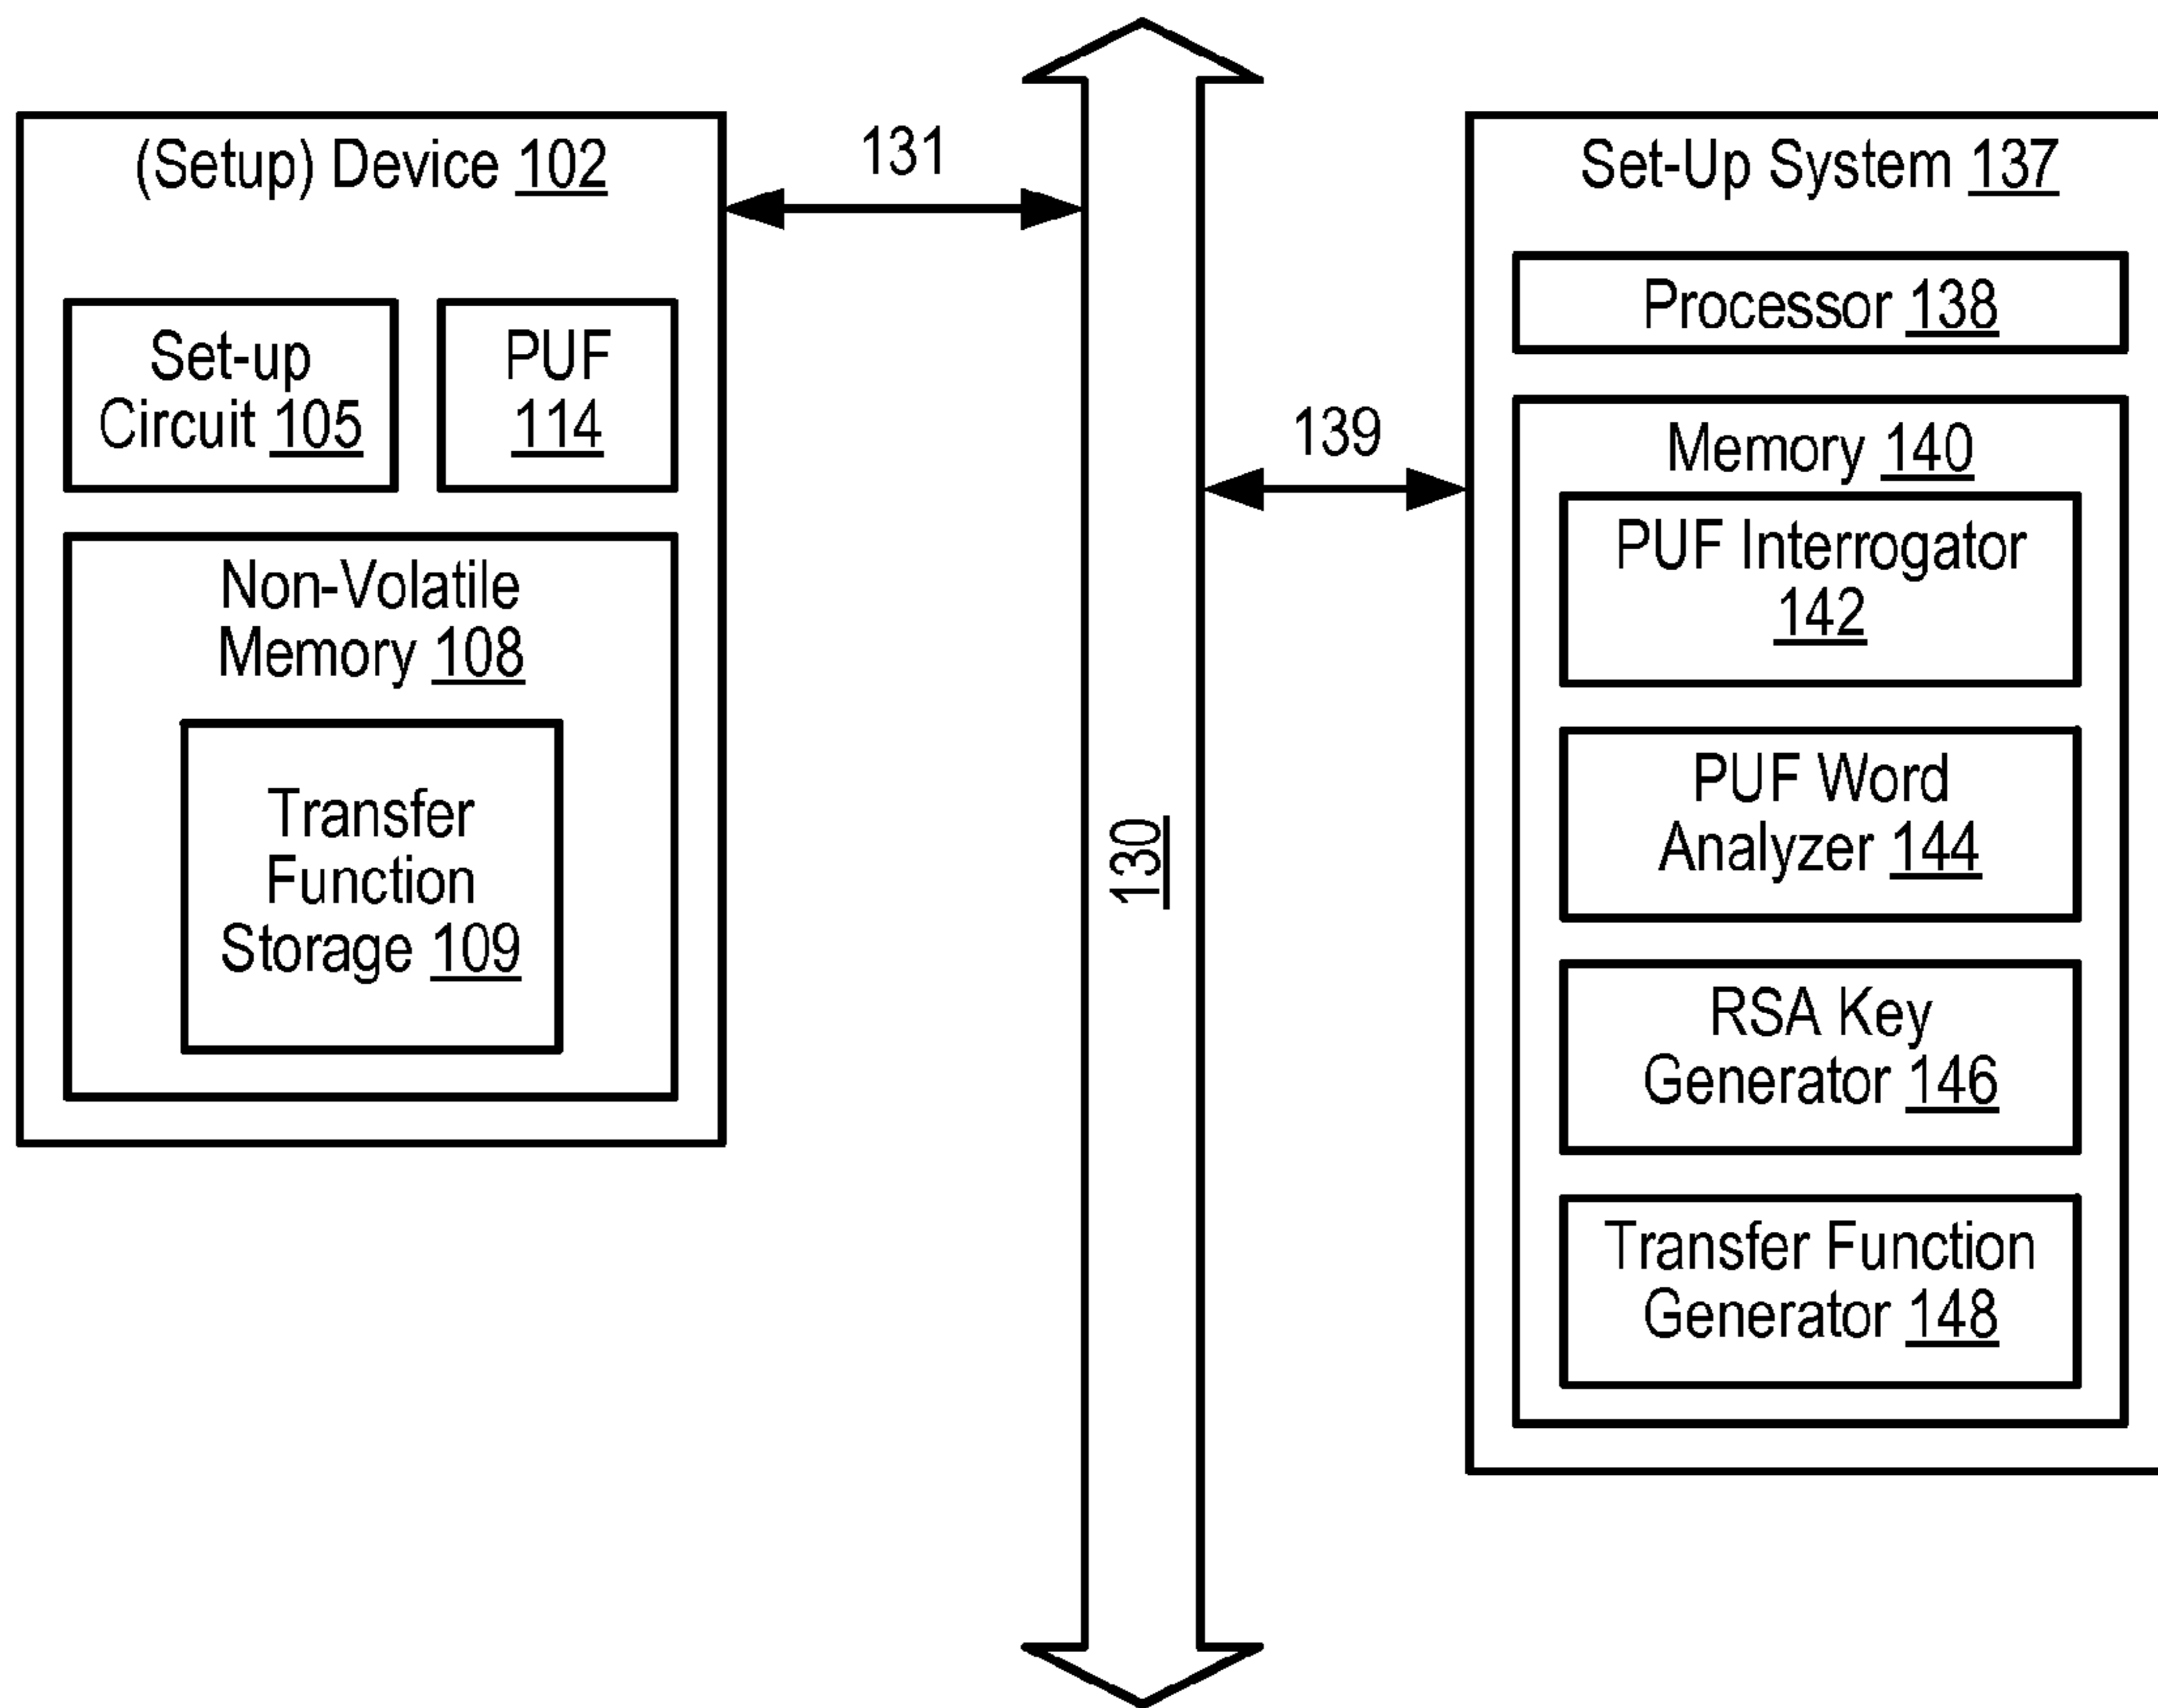 (Setup) Device 102
Set-up
Circuit 105
PUF
114
Non-Volatile
Memory 108
Transfer
Function
Storage 109
131
130
139
Set-Up System 137
Processor 138
Memory 140
PUF Interrogator
142
PUF Word
Analyzer 144
RSA Key
Generator 146
Transfer Function
Generator 148